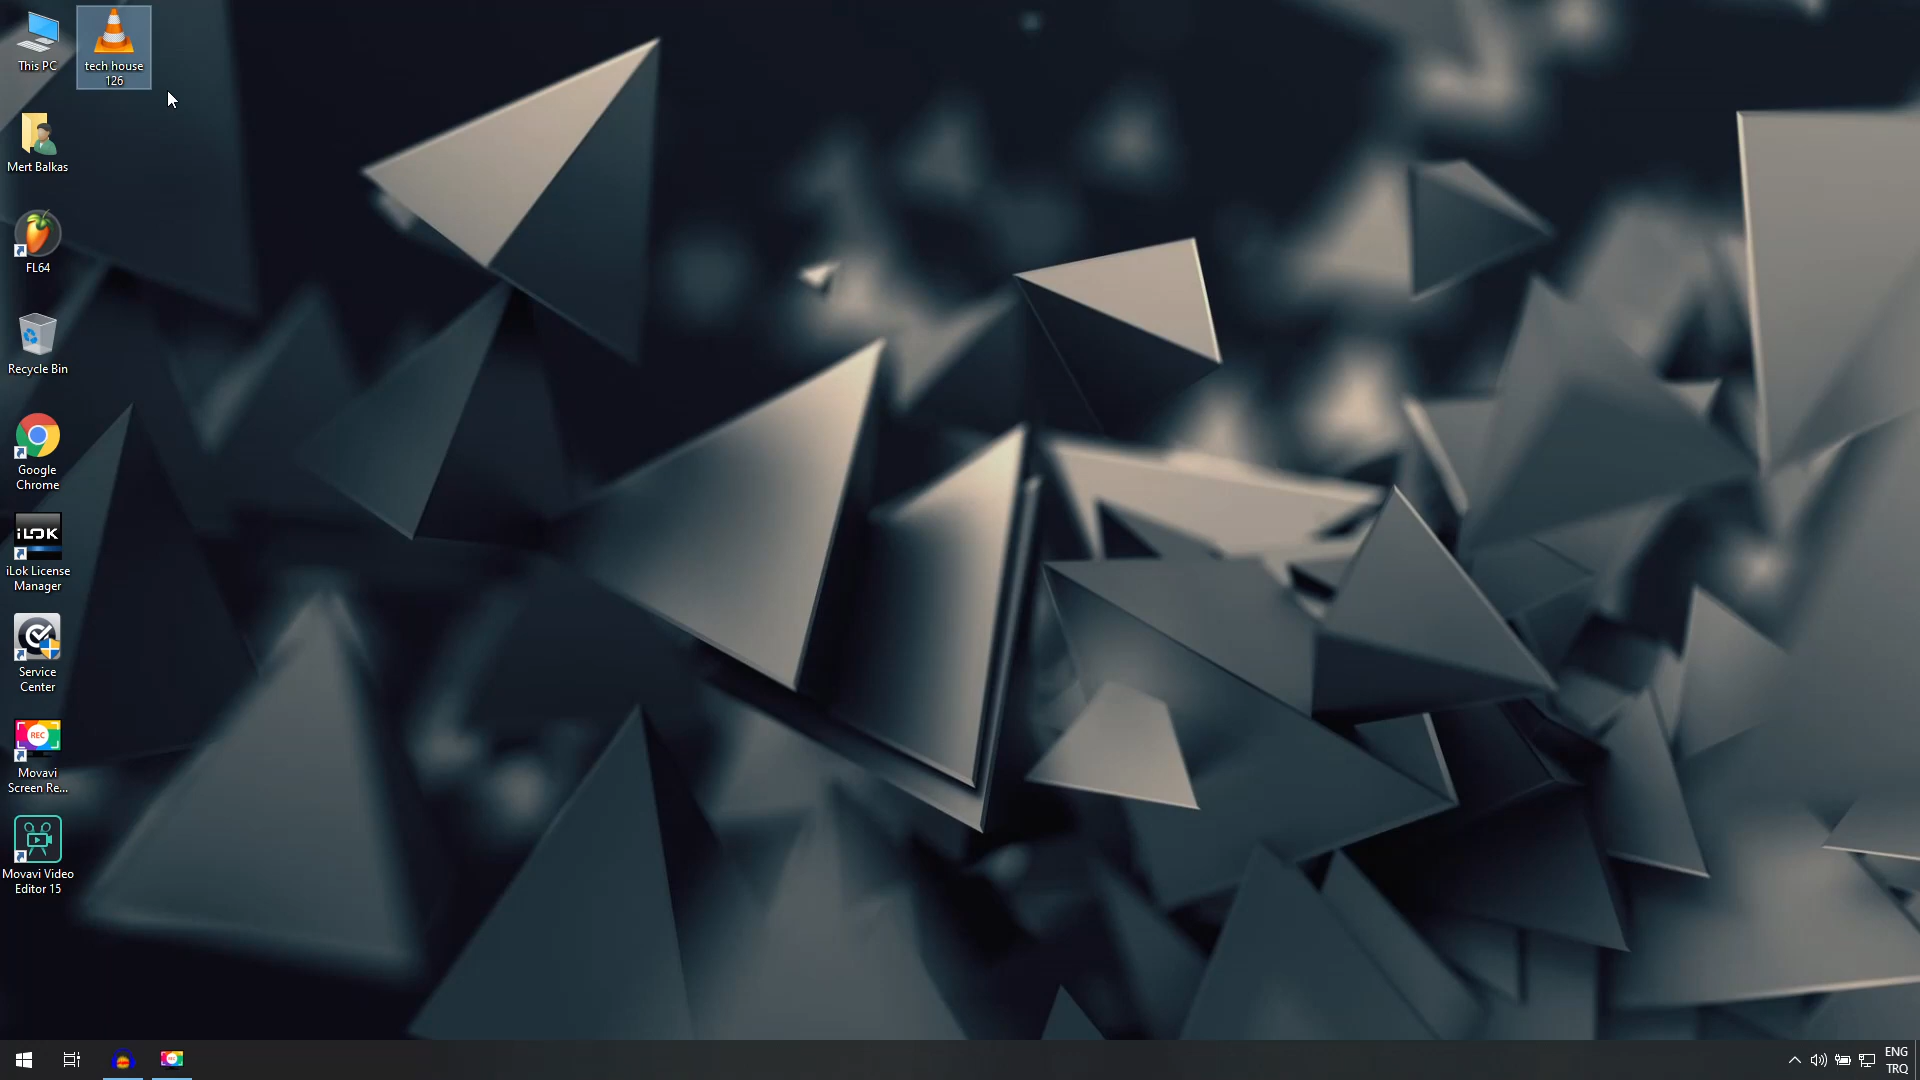 This PC
tech house
126
Mert Balkas
FL64
Recycle Bin
Google
Chrome
iLOK
iLok License
Manager
Service
Center
REC
Movavi
Screen Re...
Movavi Video
Editor 15
ENG
TRQ